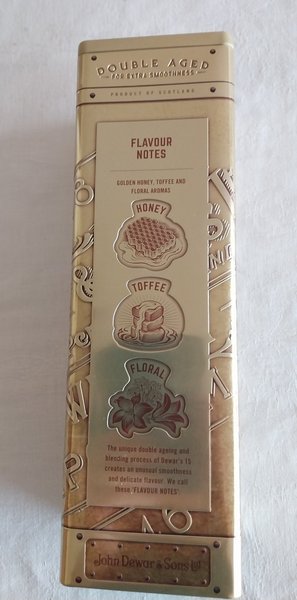 DOUBLE AGED
FOR EXTRA SMOOTHNESS
PRODUCT OF SCOTLAND
FLAVOUR
NOTES
GOLDEN HONEY, TOFFEE AND
FLORAL AROMAS
HONEY
TOFFEE
FLORAL
The unique double ageing and
blending process of Dewar's 15
creates an unusual smoothness
and delicate flavour. We call
these 'FLAVOUR NOTES'
John Dewar & Sons Ltd